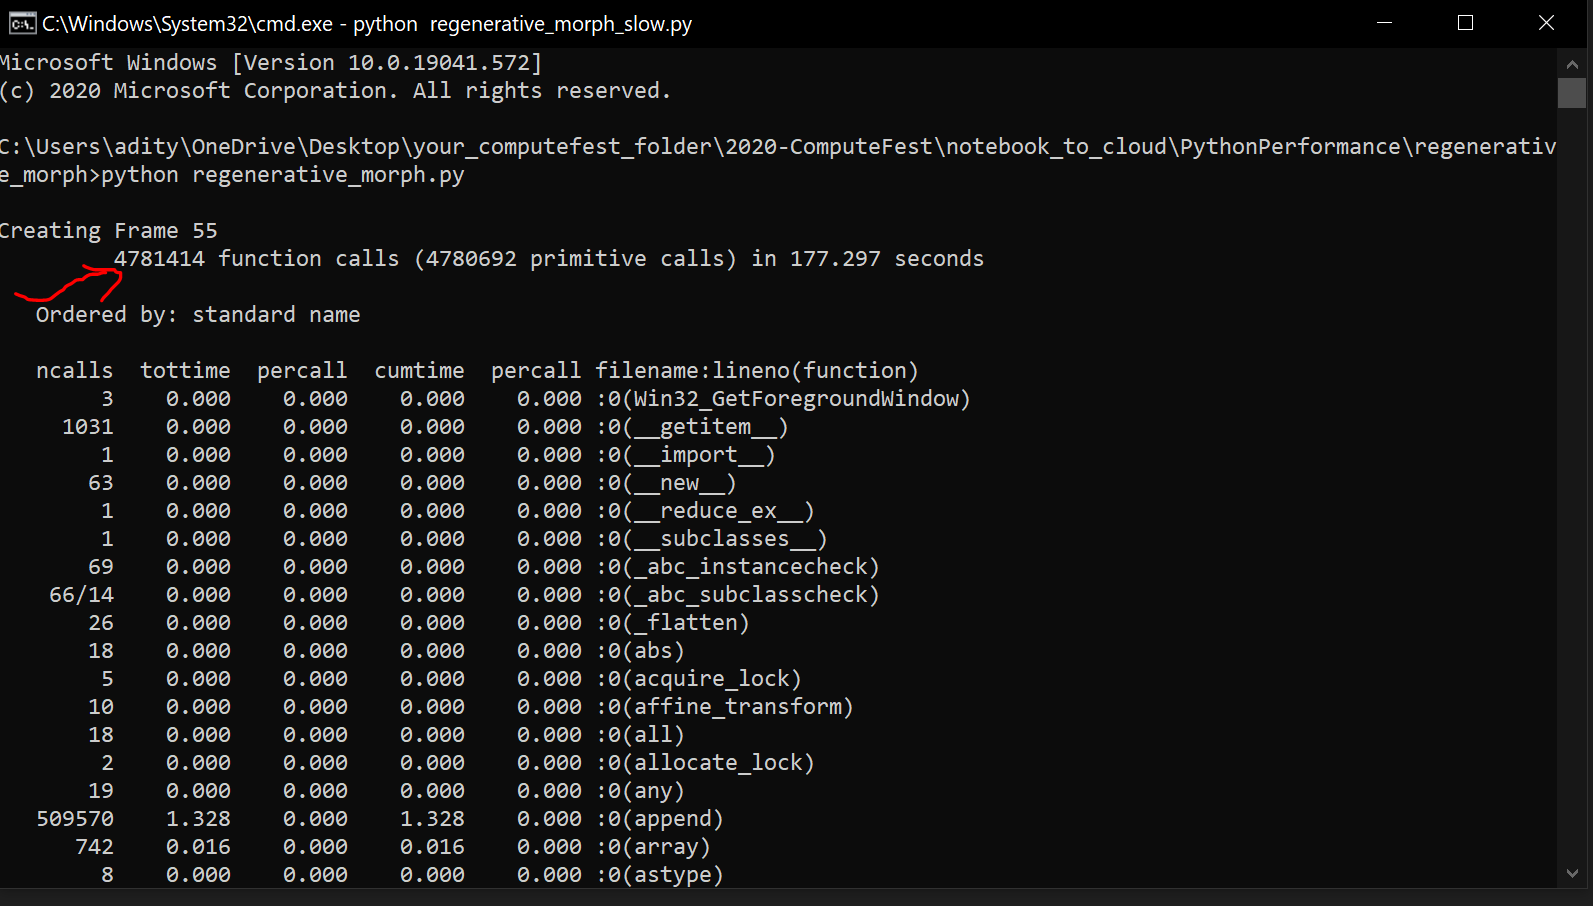 C:\Windows\System32\cmd.exe - python  regenerative_morph_slow.py
Microsoft Windows [Version 10.0.19041.572]
(c) 2020 Microsoft Corporation. All rights reserved.
C:\Users\adity\OneDrive\Desktop\your_computefest_folder\2020-ComputeFest\notebook_to_cloud\PythonPerformance\regenerativ
e_morph>python regenerative_morph.py
Creating Frame 55
4781414 function calls (4780692 primitive calls) in 177.297 seconds
Ordered by: standard name
ncalls  tottime  percall  cumtime  percall filename:lineno(function)
3    0.000    0.000    0.000    0.000 :0(Win32_GetForegroundWindow)
1031    0.000    0.000    0.000    0.000 :0(__getitem__)
1    0.000    0.000    0.000    0.000 :0(__import__)
63    0.000    0.000    0.000    0.000 :0(__new__)
1    0.000    0.000    0.000    0.000 :0(__reduce_ex__)
1    0.000    0.000    0.000    0.000 :0(__subclasses__)
69    0.000    0.000    0.000    0.000 :0(_abc_instancecheck)
66/14    0.000    0.000    0.000    0.000 :0(_abc_subclasscheck)
26    0.000    0.000    0.000    0.000 :0(_flatten)
18    0.000    0.000    0.000    0.000 :0(abs)
5    0.000    0.000    0.000    0.000 :0(acquire_lock)
10    0.000    0.000    0.000    0.000 :0(affine_transform)
18    0.000    0.000    0.000    0.000 :0(all)
2    0.000    0.000    0.000    0.000 :0(allocate_lock)
19    0.000    0.000    0.000    0.000 :0(any)
509570    1.328    0.000    1.328    0.000 :0(append)
742    0.016    0.000    0.016    0.000 :0(array)
8    0.000    0.000    0.000    0.000 :0(astype)